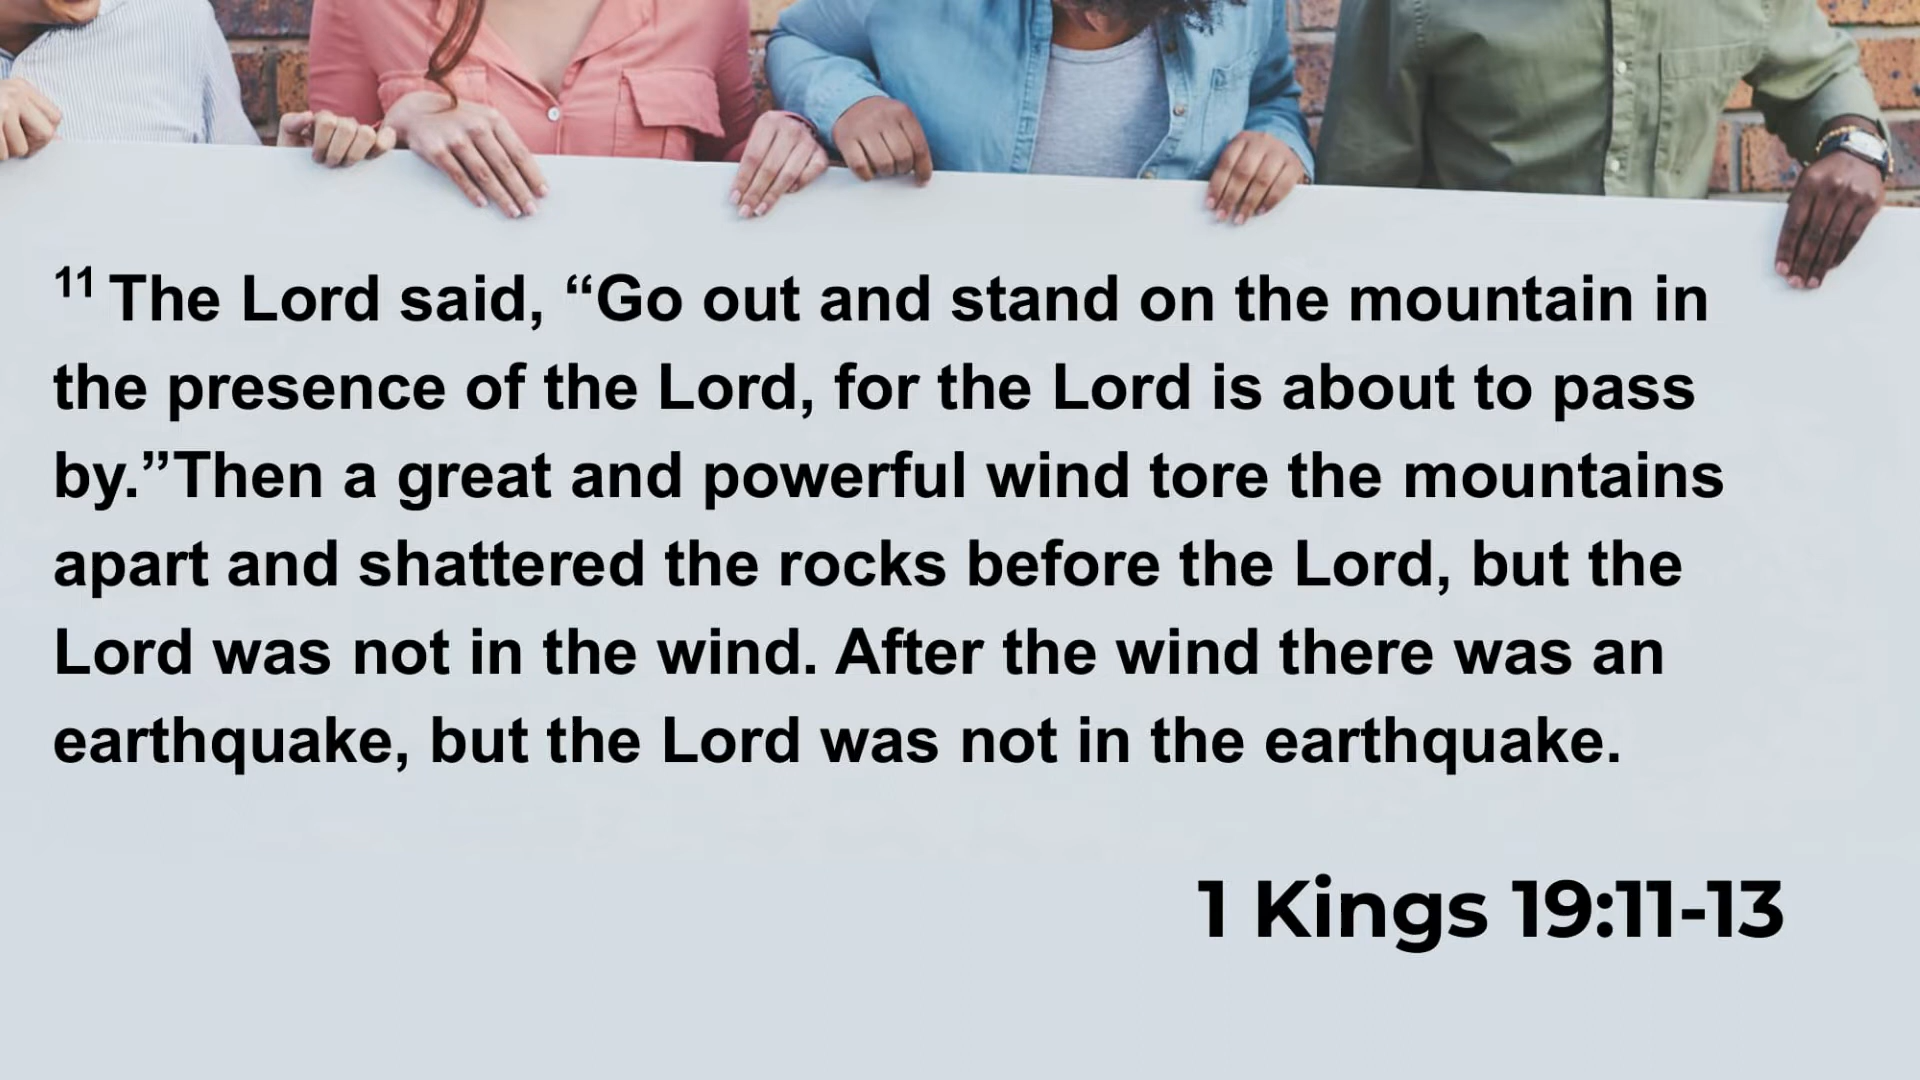 11 The Lord said, “Go out and stand on the mountain in
the presence of the Lord, for the Lord is about to pass
by.”Then a great and powerful wind tore the mountains
apart and shattered the rocks before the Lord, but the
Lord was not in the wind. After the wind there was an
earthquake, but the Lord was not in the earthquake.
1 Kings 19:11-13